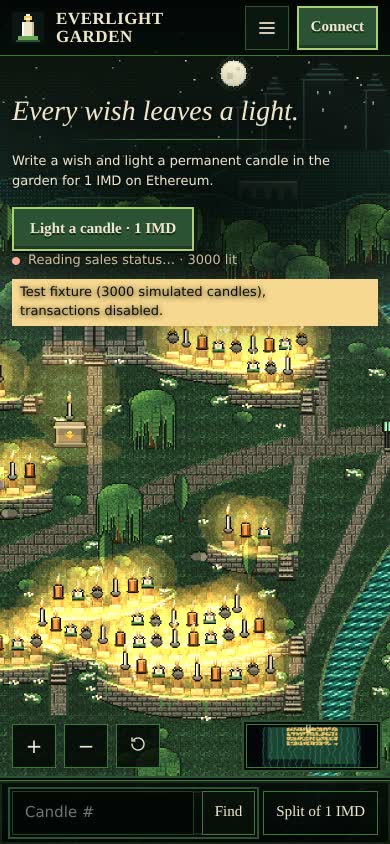 EVERLIGHT
GARDEN
Connect
Every wish leaves a light.
Write a wish and light a permanent candle in the
garden for 1 IMD on Ethereum.
Light a candle · 1 IMD
Reading sales status... · 3000 lit
Test fixture (3000 simulated candles),
transactions disabled.
+ −
Candle # Find Split of 1 IMD